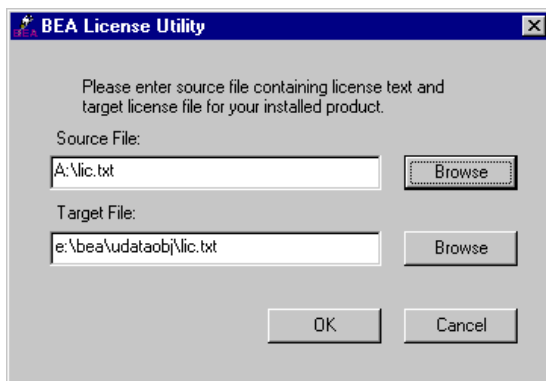 BEA BEA License Utility
Please enter source file containing license text and
target license file for your installed product.
Source File:
A:\lic.txt
Browse
Target File:
e:\bea\udataobj\lic.txt
Browse
OK
Cancel